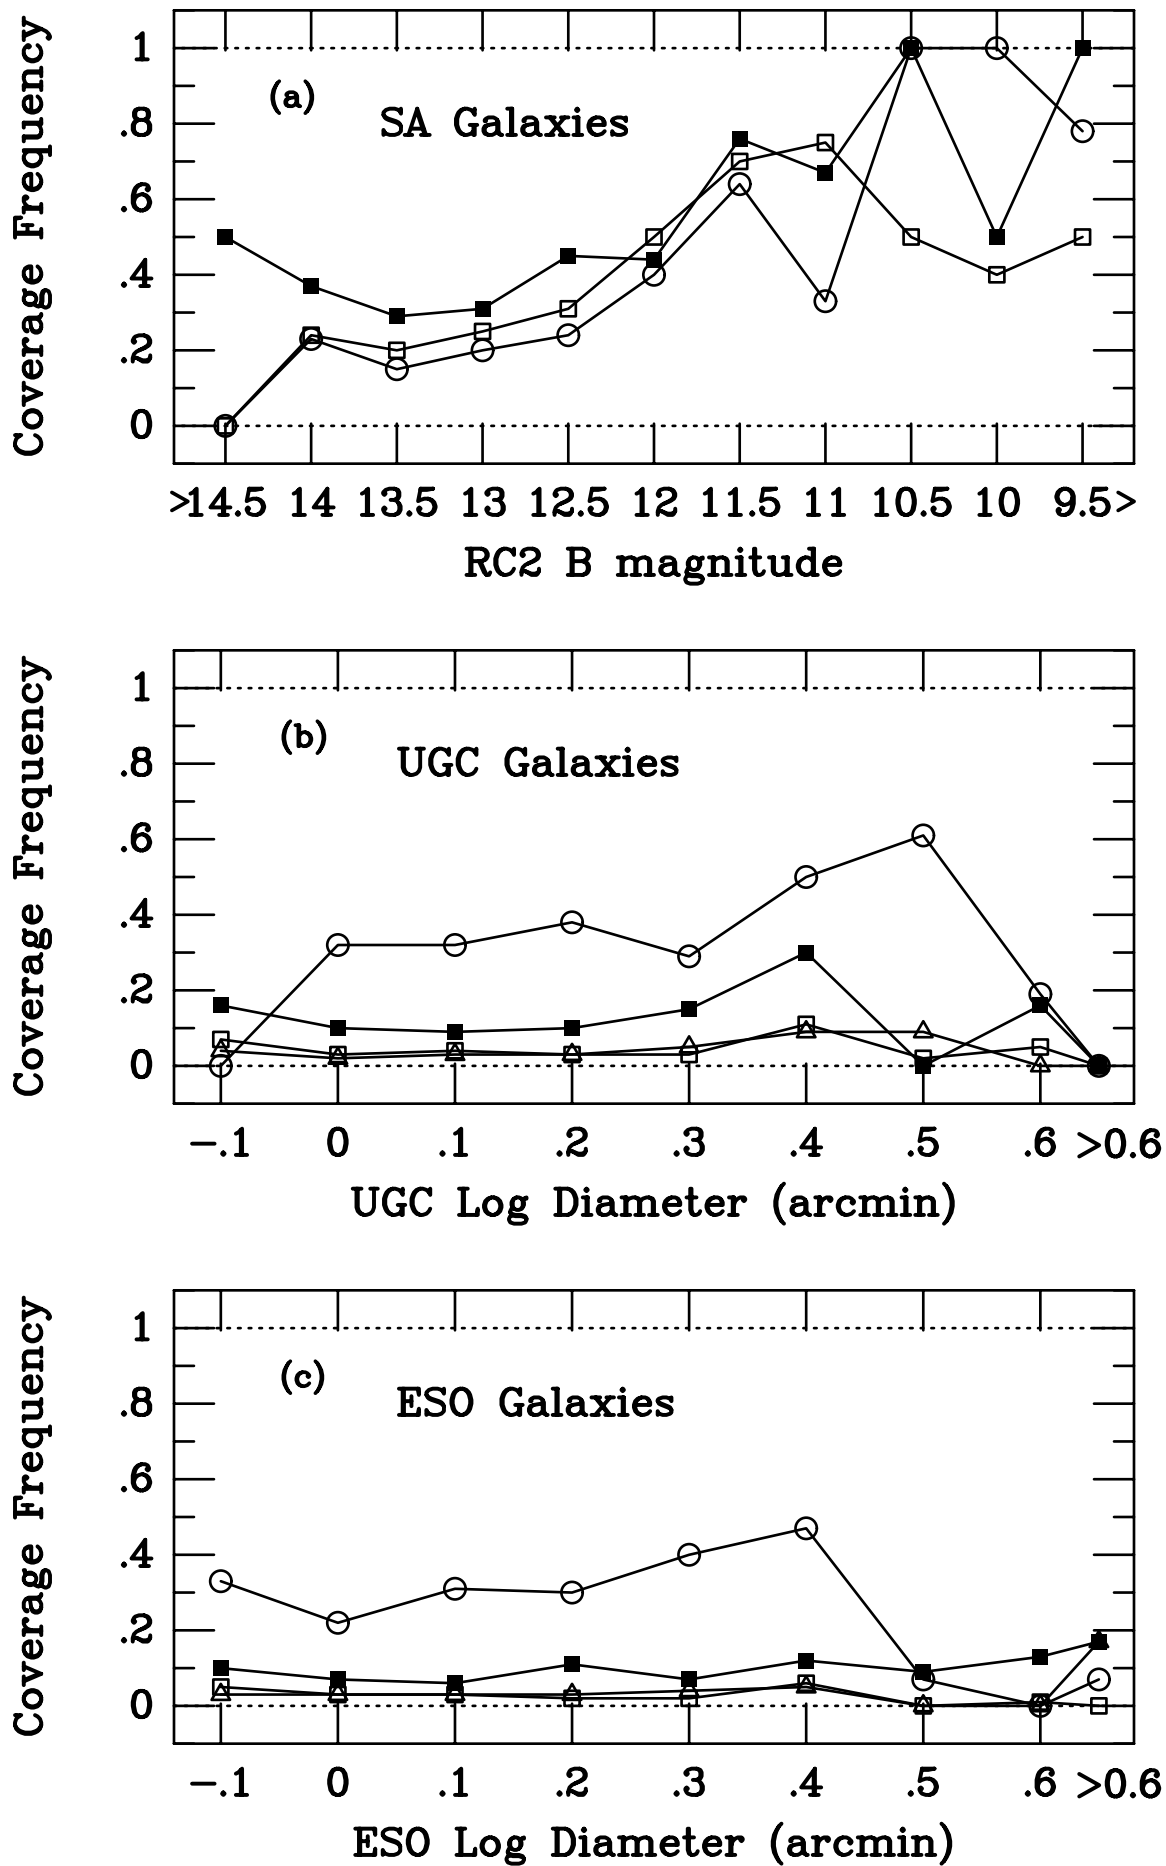 Coverage Frequency
(a)
SA Galaxies
1
.8
.6
.4
.2
0
>14.5 14 13.5 13 12.5 12 11.5 11 10.5 10 9.5>
RC2 B magnitude
Coverage Frequency
(b)
UGC Galaxies
1
.8
.6
.4
.2
0
-.1 0 .1 .2 .3 .4 .5 .6 >0.6
UGC Log Diameter (arcmin)
Coverage Frequency
(c)
ESO Galaxies
1
.8
.6
.4
.2
0
-.1 0 .1 .2 .3 .4 .5 .6 >0.6
ESO Log Diameter (arcmin)